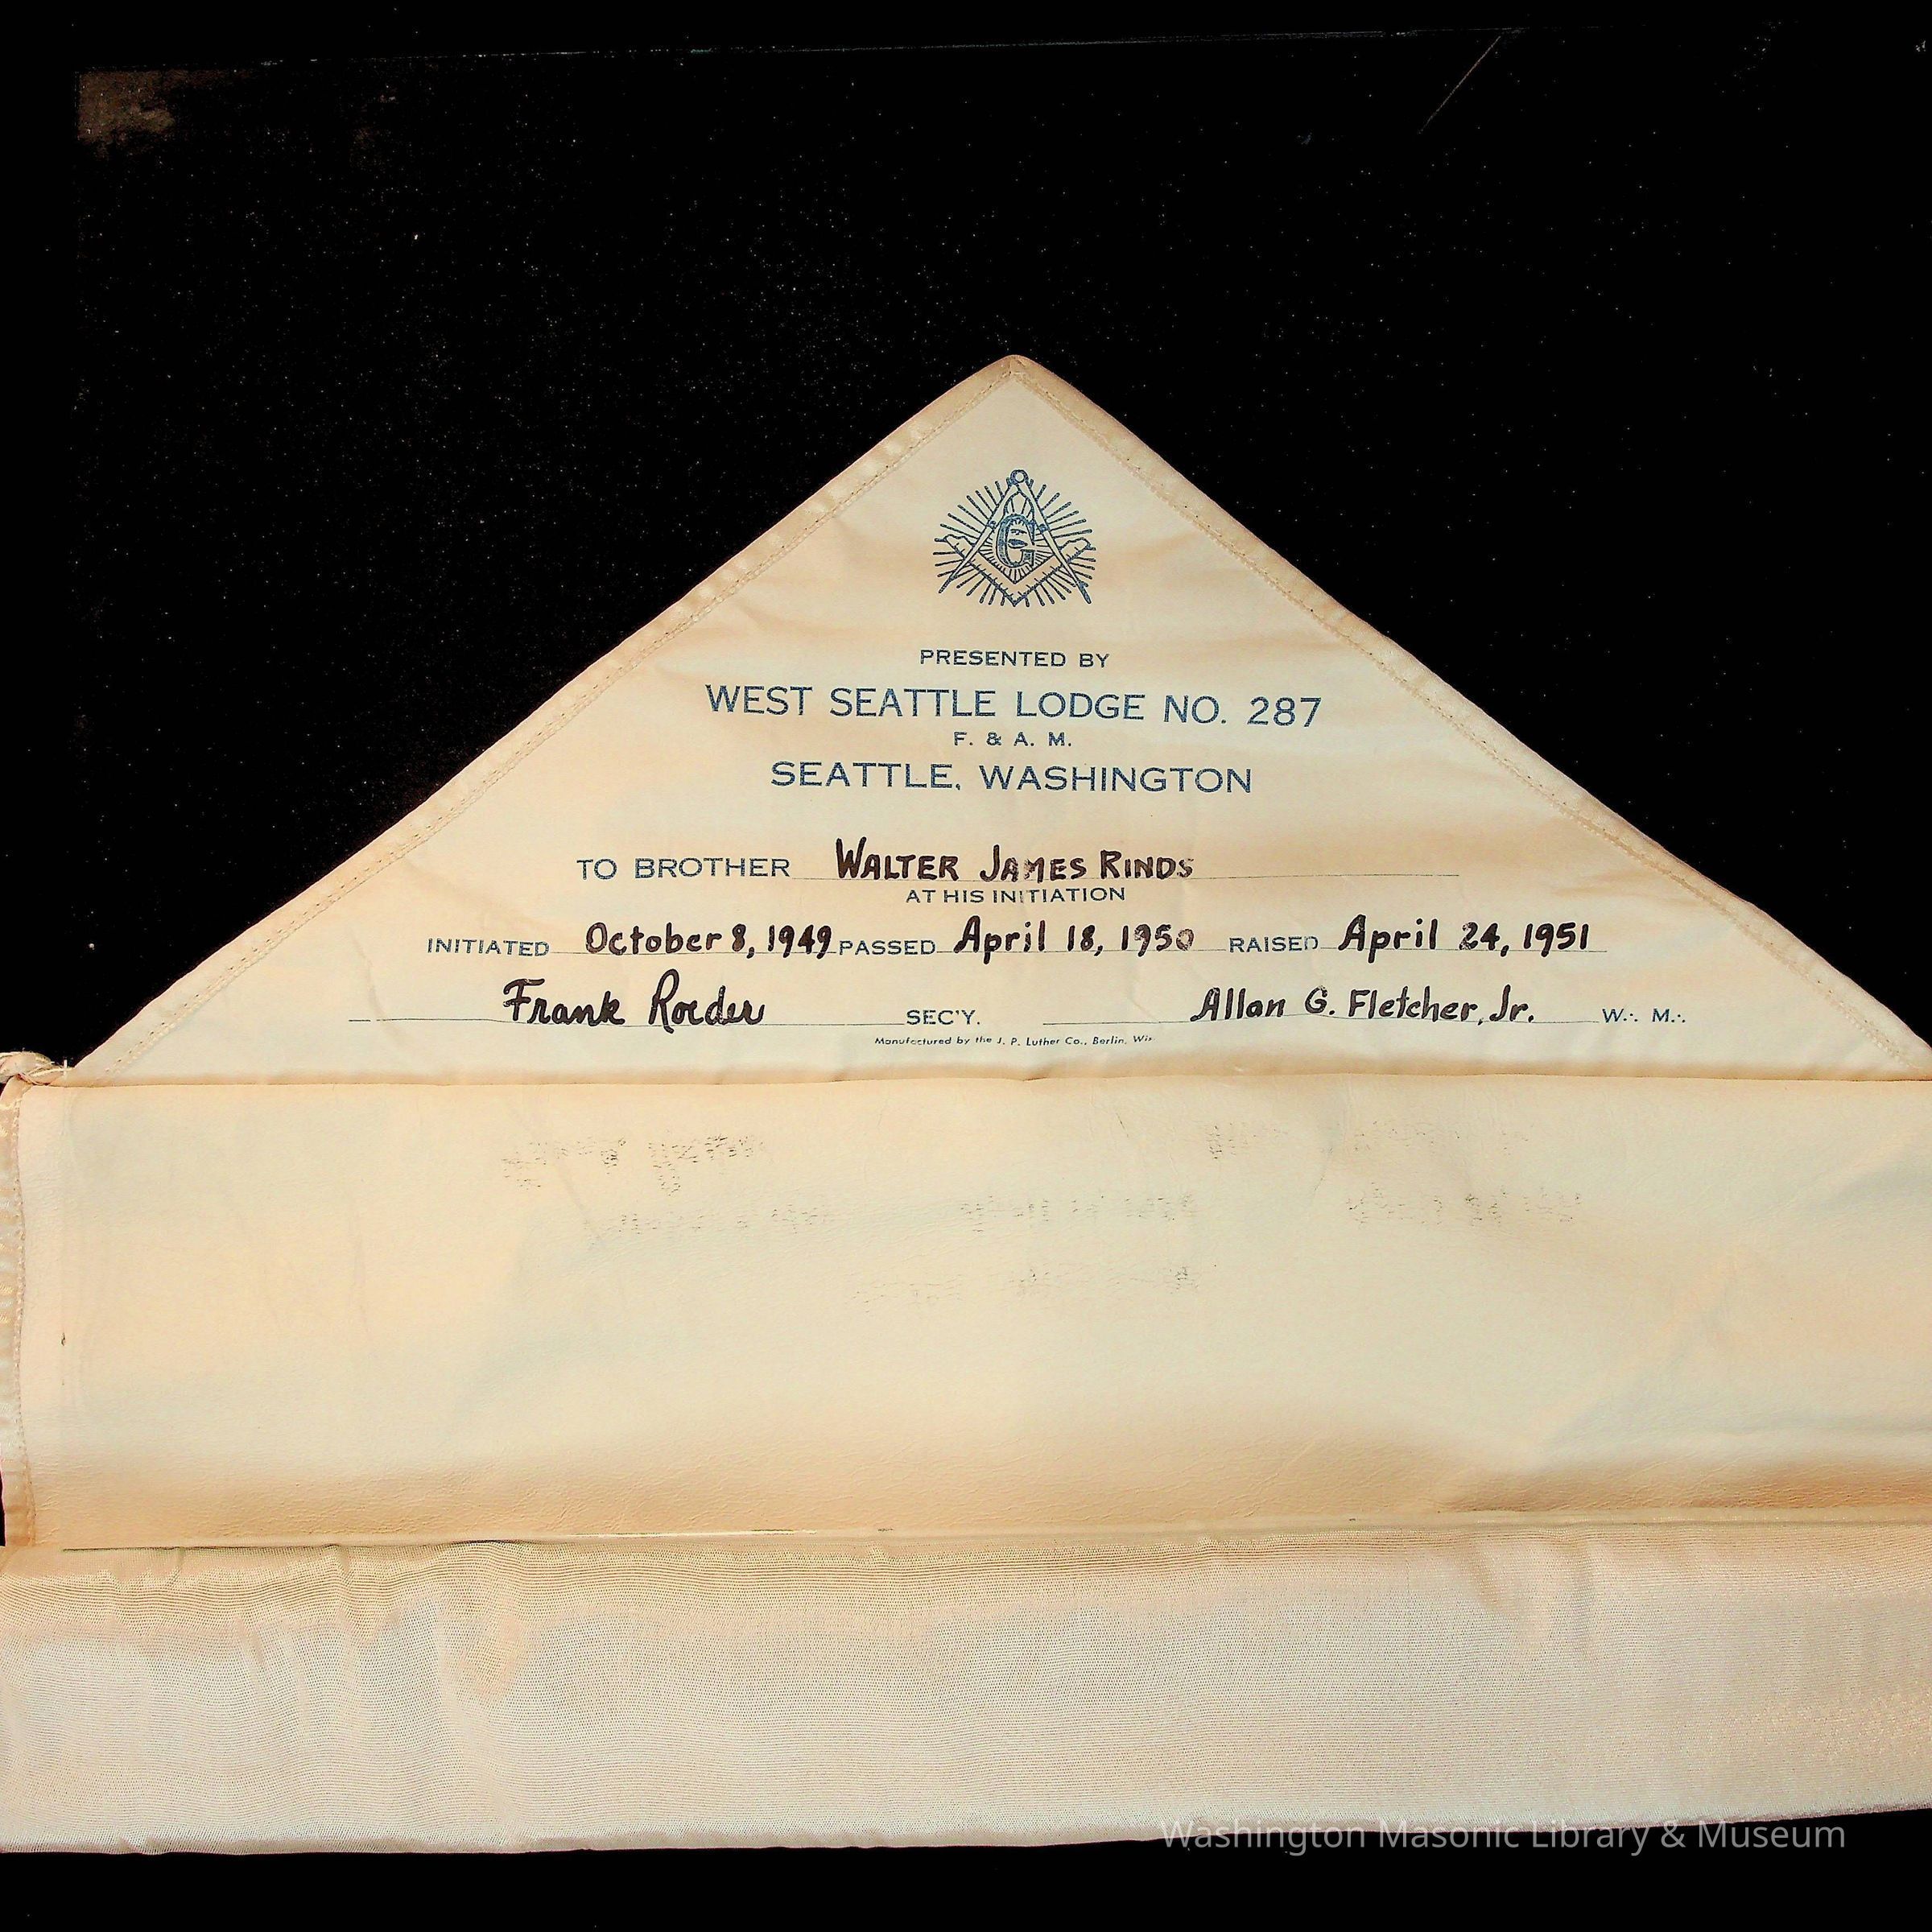 G
PRESENTED BY
WEST SEATTLE LODGE NO. 287
F. & A. M.
SEATTLE, WASHINGTON
TO BROTHER WALTER JAMES RINDS
AT HIS INITIATION
INITIATED October 8, 1949 PASSED April 18, 1950 RAISED April 24, 1951
Frank Roeder SEC'Y. Allan G. Fletcher, Jr. W∴ M∴
Manufactured by the J. P. Luther Co., Berlin, Wis.
Washington Masonic Library & Museum